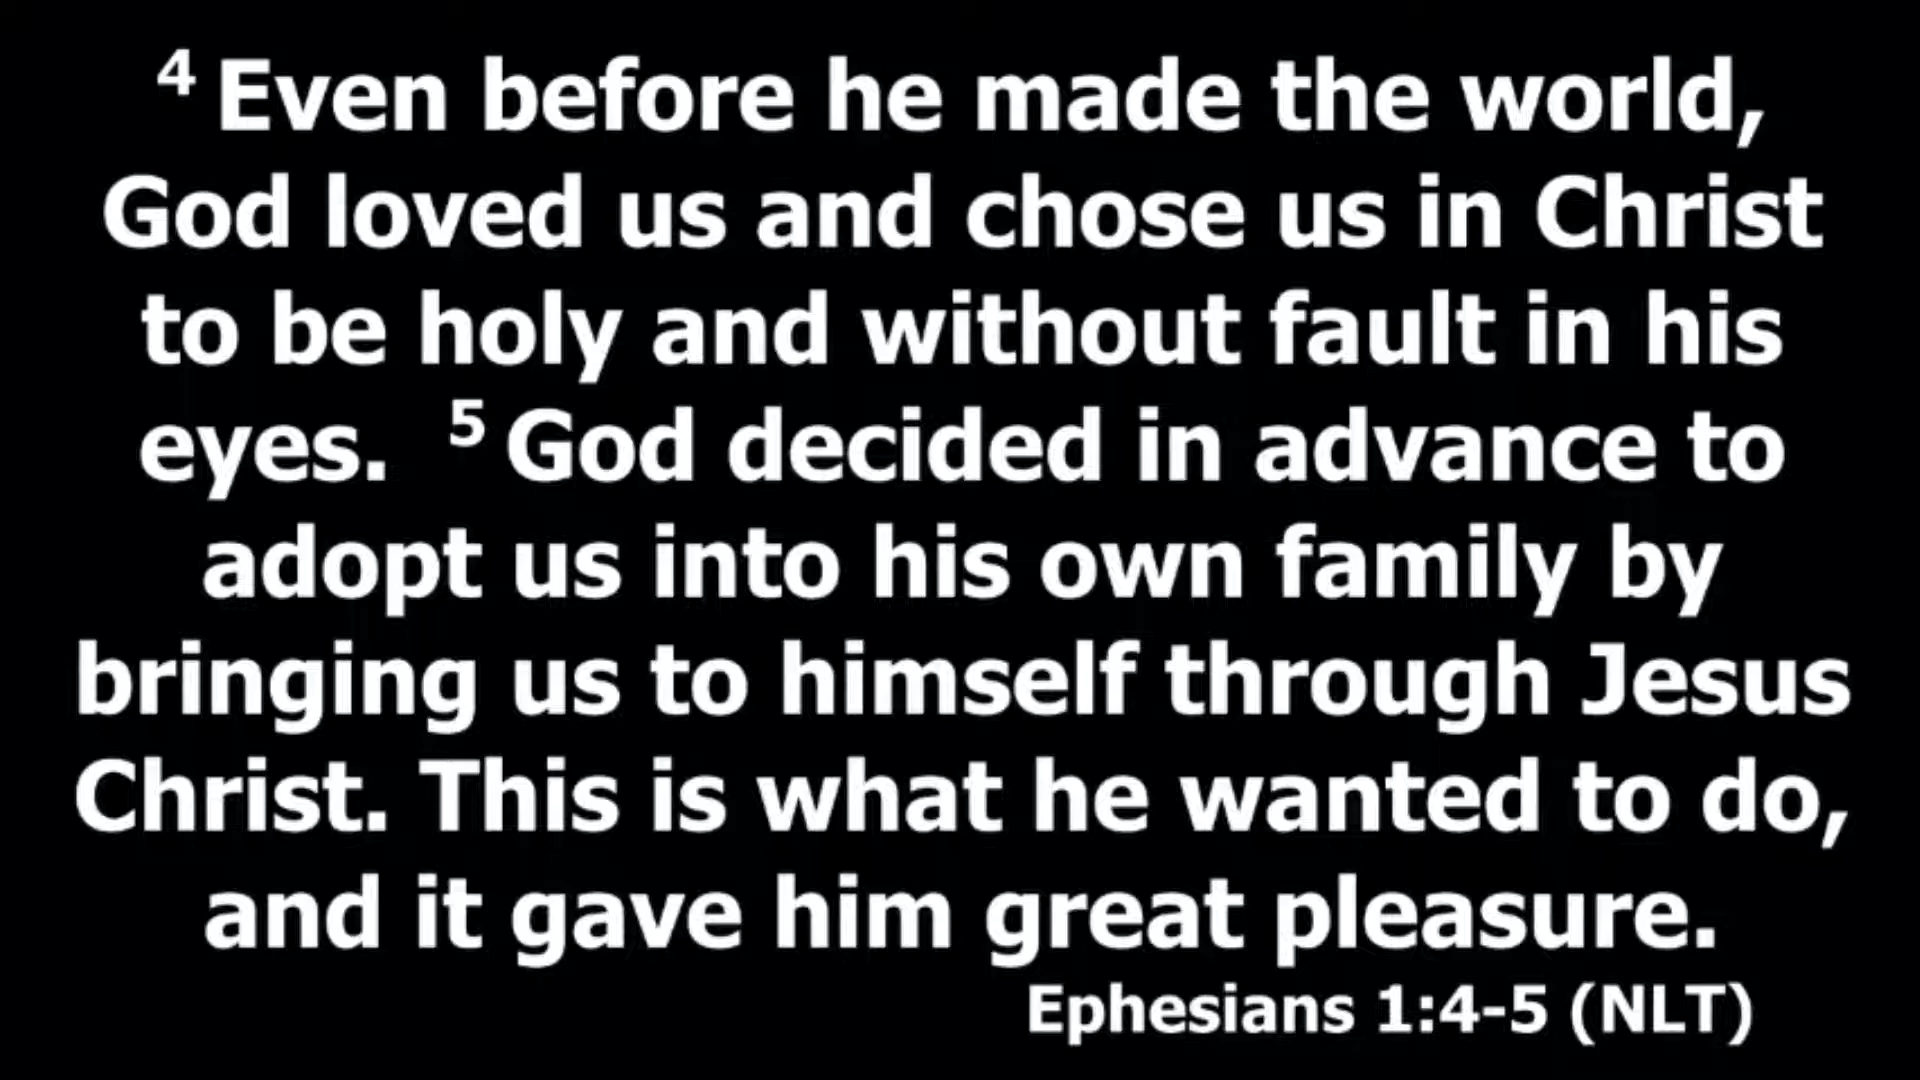 4 Even before he made the world,
God loved us and chose us in Christ
to be holy and without fault in his
eyes. 5 God decided in advance to
adopt us into his own family by
bringing us to himself through Jesus
Christ. This is what he wanted to do,
and it gave him great pleasure.
Ephesians 1:4-5 (NLT)